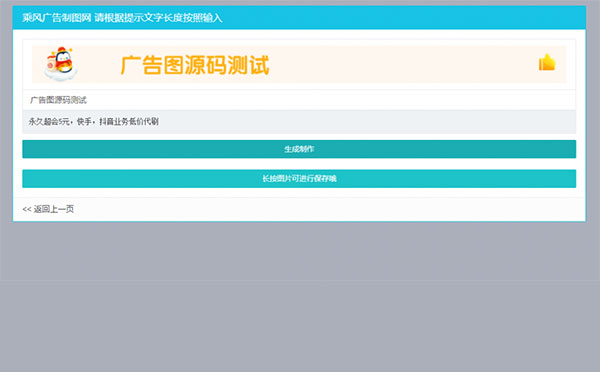 乘风广告制图网 请根据提示文字长度按照输入
广告图源码测试
广告图源码测试
永久超会5元，快手，抖音业务低价代刷
生成制作
长按图片可进行保存哦
<< 返回上一页